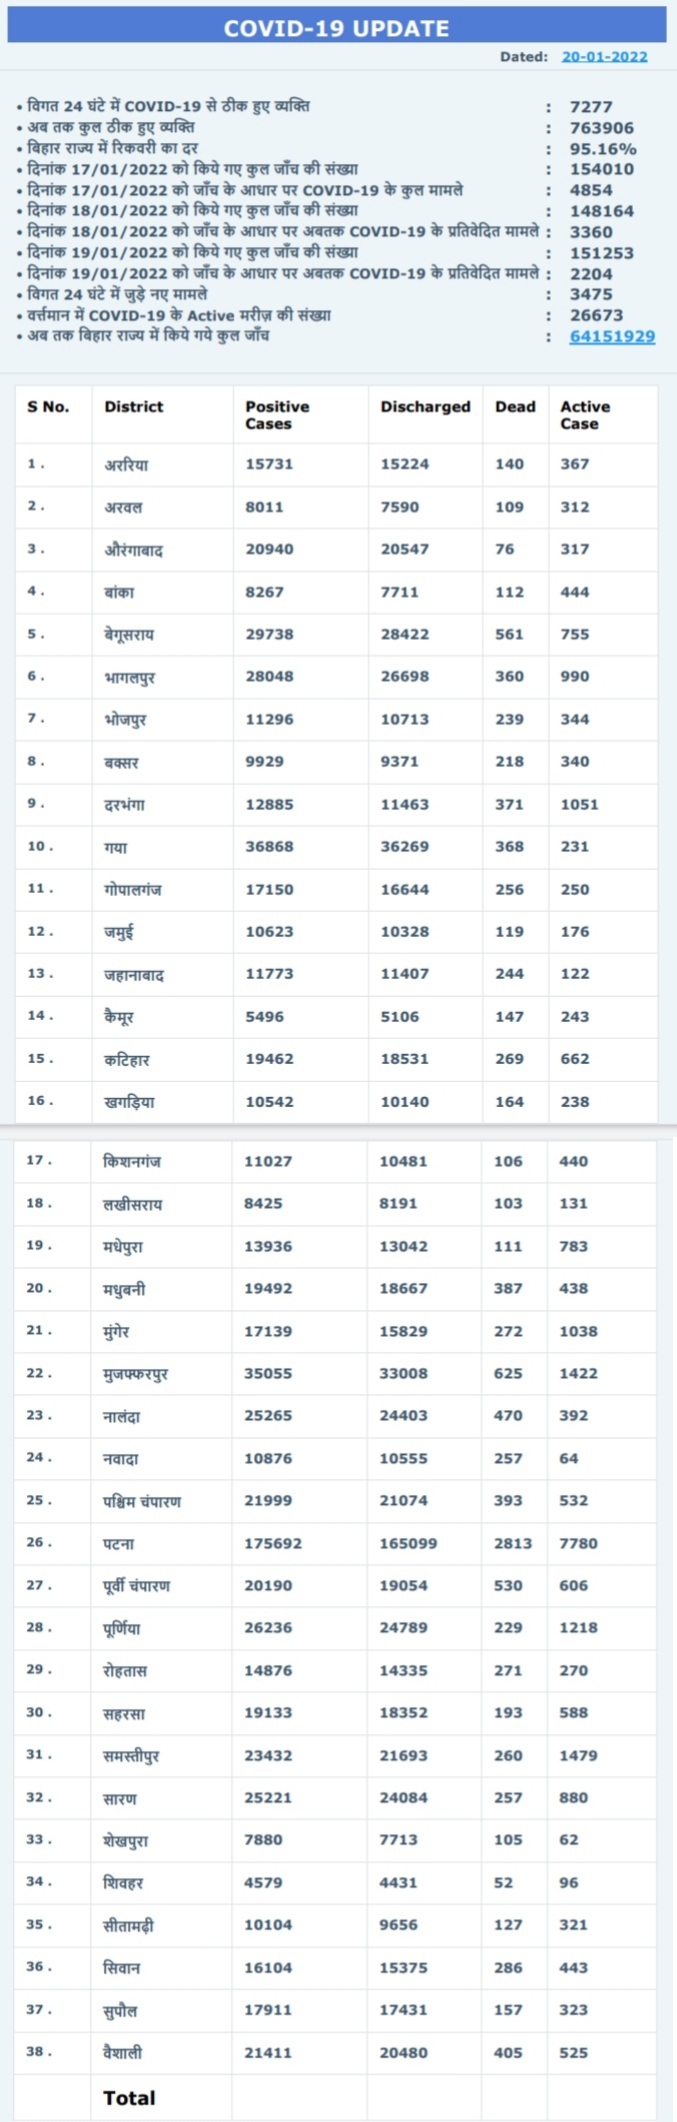 COVID-19 UPDATE
Dated: 20-01-2022
• विगत 24 घंटे में COVID-19 से ठीक हुए व्यक्ति : 7277
• अब तक कुल ठीक हुए व्यक्ति : 763906
• बिहार राज्य में रिकवरी का दर : 95.16%
• दिनांक 17/01/2022 को किये गए कुल जाँच की संख्या : 154010
• दिनांक 17/01/2022 को जाँच के आधार पर COVID-19 के कुल मामले : 4854
• दिनांक 18/01/2022 को किये गए कुल जाँच की संख्या : 148164
• दिनांक 18/01/2022 को जाँच के आधार पर अबतक COVID-19 के प्रतिवेदित मामले : 3360
• दिनांक 19/01/2022 को किये गए कुल जाँच की संख्या : 151253
• दिनांक 19/01/2022 को जाँच के आधार पर अबतक COVID-19 के प्रतिवेदित मामले : 2204
• विगत 24 घंटे में जुड़े नए मामले : 3475
• वर्त्तमान में COVID-19 के Active मरीज़ की संख्या : 26673
• अब तक बिहार राज्य में किये गये कुल जाँच : 64151929
S No. District Positive Cases Discharged Dead Active Case
1 . अररिया 15731 15224 140 367
2 . अरवल 8011 7590 109 312
3 . औरंगाबाद 20940 20547 76 317
4 . बांका 8267 7711 112 444
5 . बेगूसराय 29738 28422 561 755
6 . भागलपुर 28048 26698 360 990
7 . भोजपुर 11296 10713 239 344
8 . बक्सर 9929 9371 218 340
9 . दरभंगा 12885 11463 371 1051
10 . गया 36868 36269 368 231
11 . गोपालगंज 17150 16644 256 250
12 . जमुई 10623 10328 119 176
13 . जहानाबाद 11773 11407 244 122
14 . कैमूर 5496 5106 147 243
15 . कटिहार 19462 18531 269 662
16 . खगड़िया 10542 10140 164 238
17 . किशनगंज 11027 10481 106 440
18 . लखीसराय 8425 8191 103 131
19 . मधेपुरा 13936 13042 111 783
20 . मधुबनी 19492 18667 387 438
21 . मुंगेर 17139 15829 272 1038
22 . मुजफ्फरपुर 35055 33008 625 1422
23 . नालंदा 25265 24403 470 392
24 . नवादा 10876 10555 257 64
25 . पश्चिम चंपारण 21999 21074 393 532
26 . पटना 175692 165099 2813 7780
27 . पूर्वी चंपारण 20190 19054 530 606
28 . पूर्णिया 26236 24789 229 1218
29 . रोहतास 14876 14335 271 270
30 . सहरसा 19133 18352 193 588
31 . समस्तीपुर 23432 21693 260 1479
32 . सारण 25221 24084 257 880
33 . शेखपुरा 7880 7713 105 62
34 . शिवहर 4579 4431 52 96
35 . सीतामढ़ी 10104 9656 127 321
36 . सिवान 16104 15375 286 443
37 . सुपौल 17911 17431 157 323
38 . वैशाली 21411 20480 405 525
Total